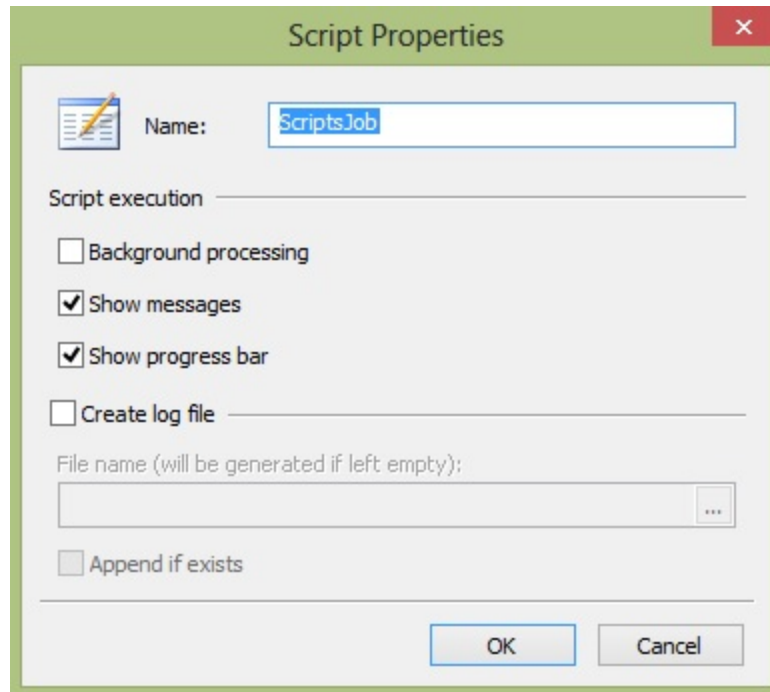 Script Properties
Name: ScriptsJob
Script execution
Background processing
Show messages
Show progress bar
Create log file
File name (will be generated if left empty):
...
Append if exists
OK Cancel